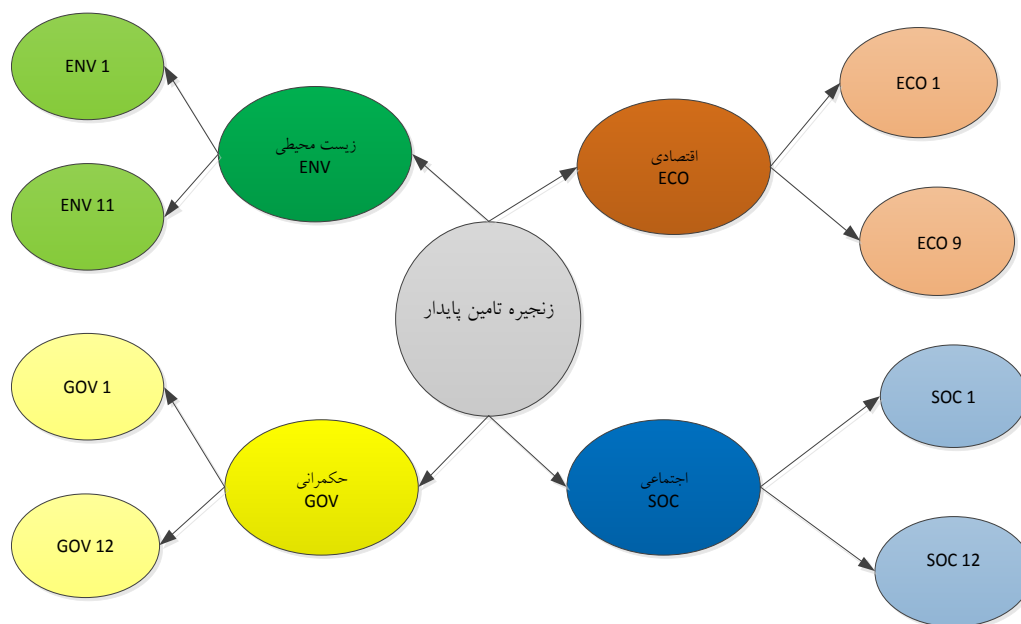 ENV 1
زیست محیطی
ENV
ENV 11
اقتصادی
ECO
ECO 1
ECO 9
زنجیره تامین پایدار
GOV 1
حکمرانی
GOV
GOV 12
اجتماعی
SOC
SOC 1
SOC 12